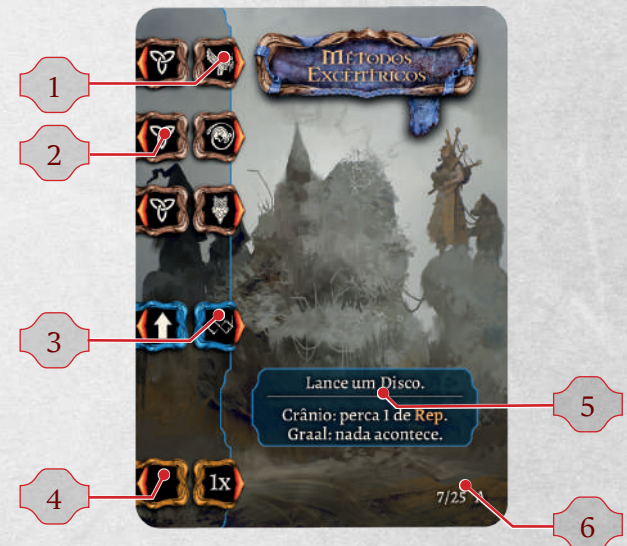 MÉTODOS
EXCÊNTRICOS
1
2
3
4
Lance um Disco.
Crânio: perca 1 de Rep.
Graal: nada acontece.
5
1x
7/25 A
6